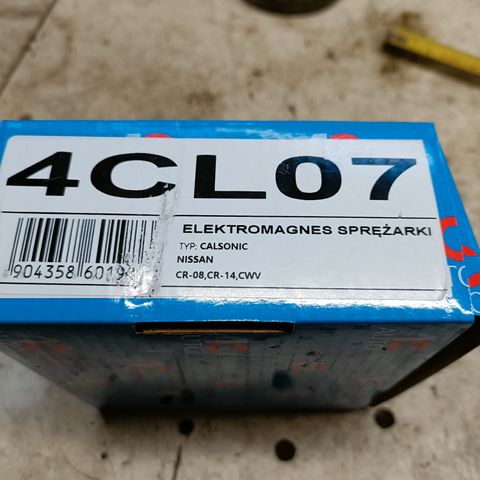 4CL07
ELEKTROMAGNES SPRĘŻARKI
TYP: CALSONIC
NISSAN
CR-08,CR-14,CWV
904358 6019